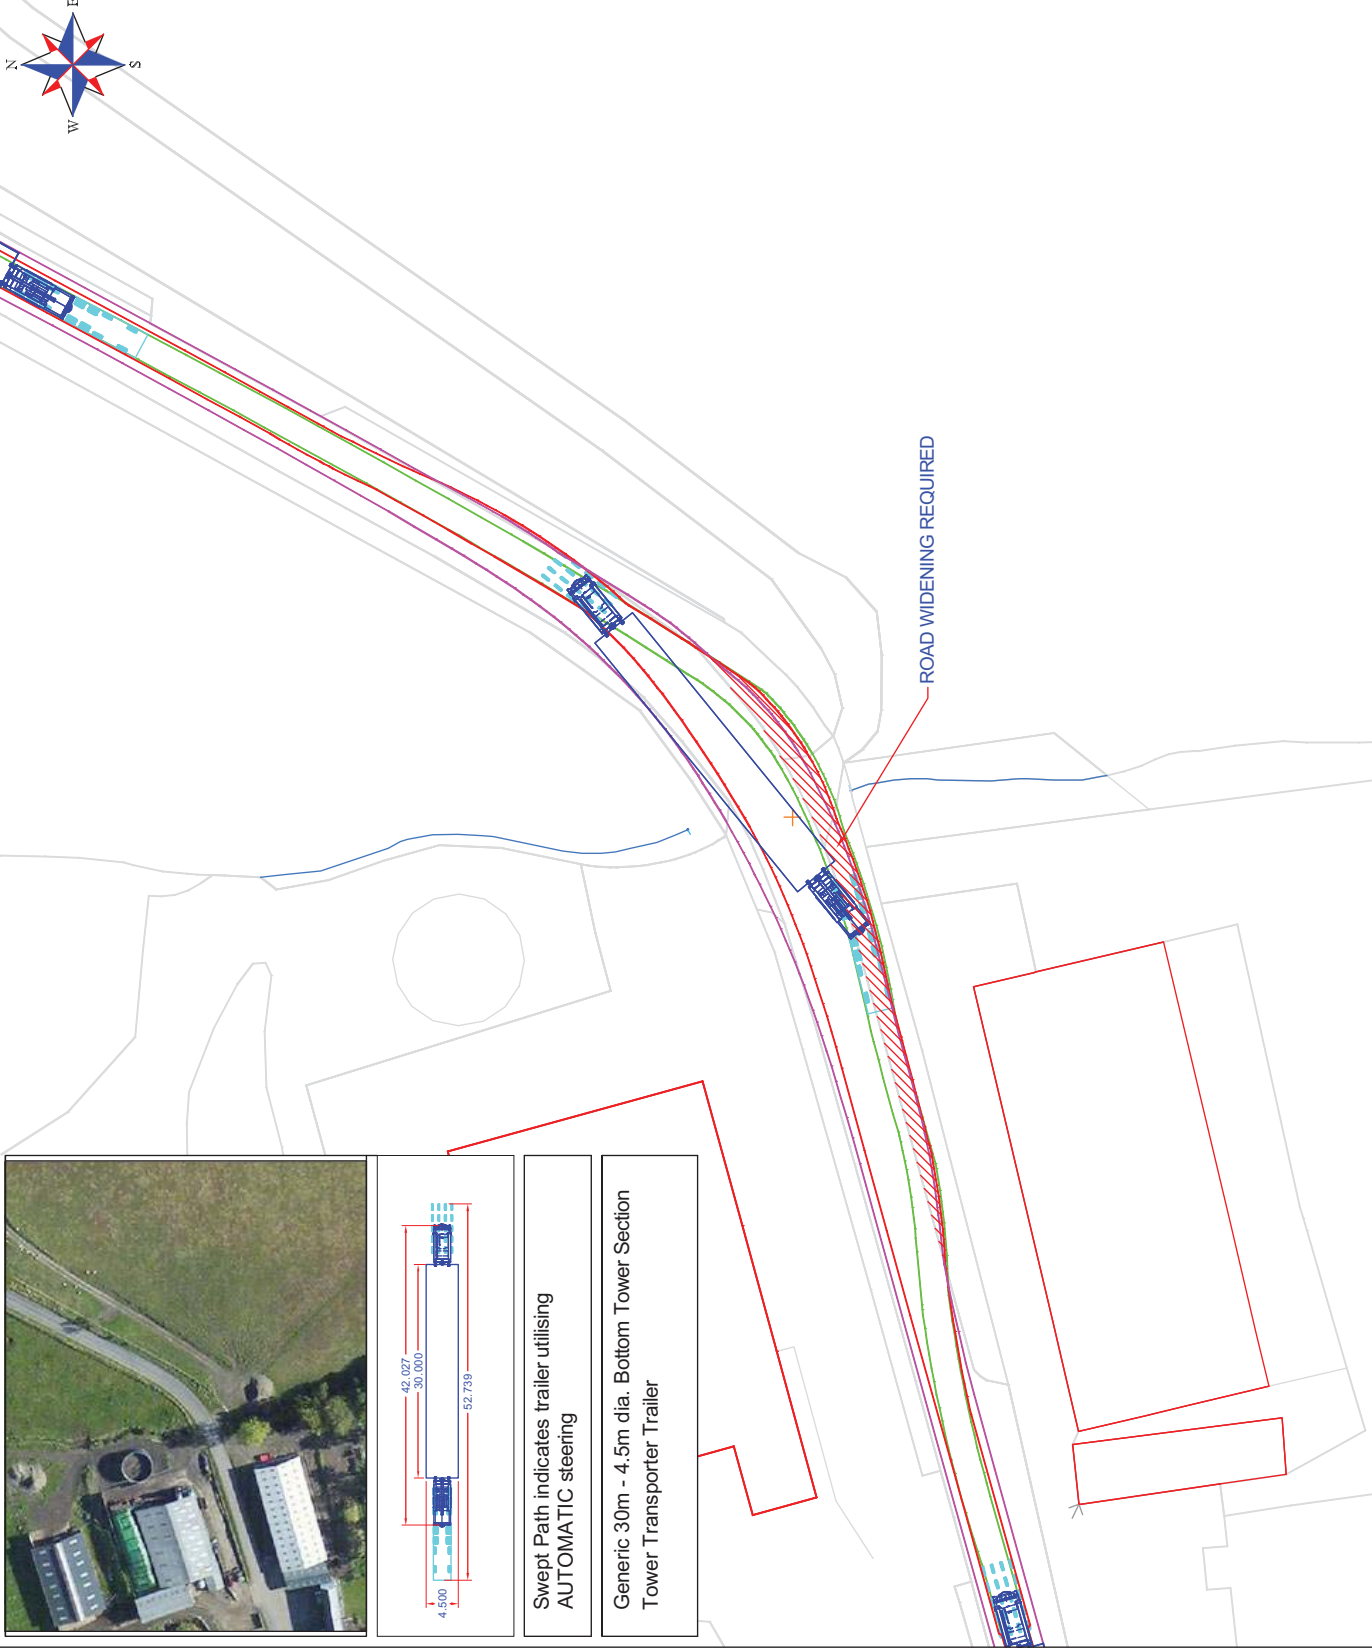 N
E
S
W
ROAD WIDENING REQUIRED
42.027
30.000
52.739
4.500
Swept Path indicates trailer utilising
AUTOMATIC steering
Generic 30m - 4.5m dia. Bottom Tower Section
Tower Transporter Trailer